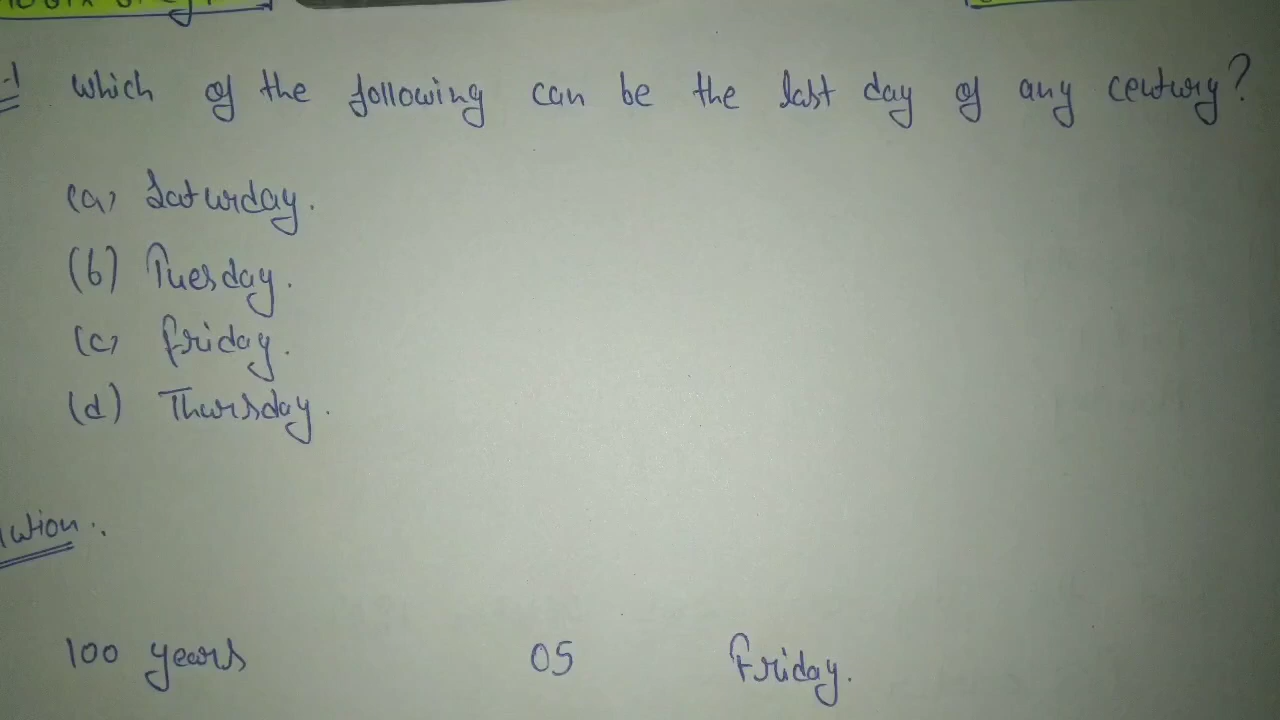 Which of the following can be the last day of any century?
(a) Saturday.
(b) Tuesday.
(c) friday.
(d) Thursday.
100 years 05 Friday.